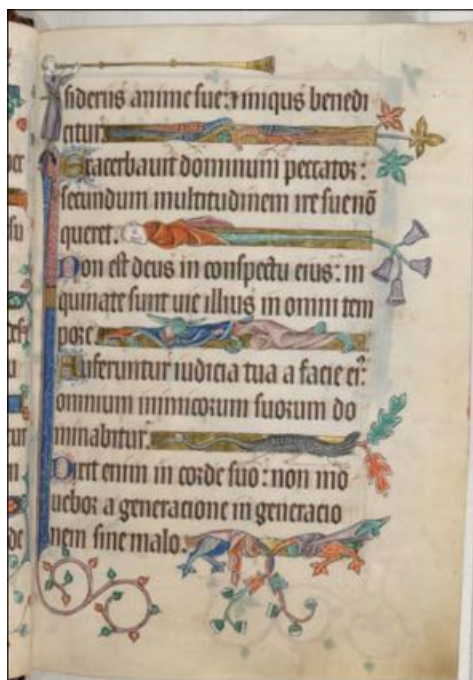 siderus anime sue: ⁊ iniqus benedi
citur.
Exacerbauit dominum peccator:
secundum multitudinem ire sue nō
queret.
Non est deus in conspectu eius: in
quinate sunt uie illius in omni tem
pore.
Auferuntur iudicia tua a facie ei᷒:
omnium inimicorum suorum do
minabitur.
Dixit enim in corde suo: non mo
uebor a generacione in generacio
nem sine malo.